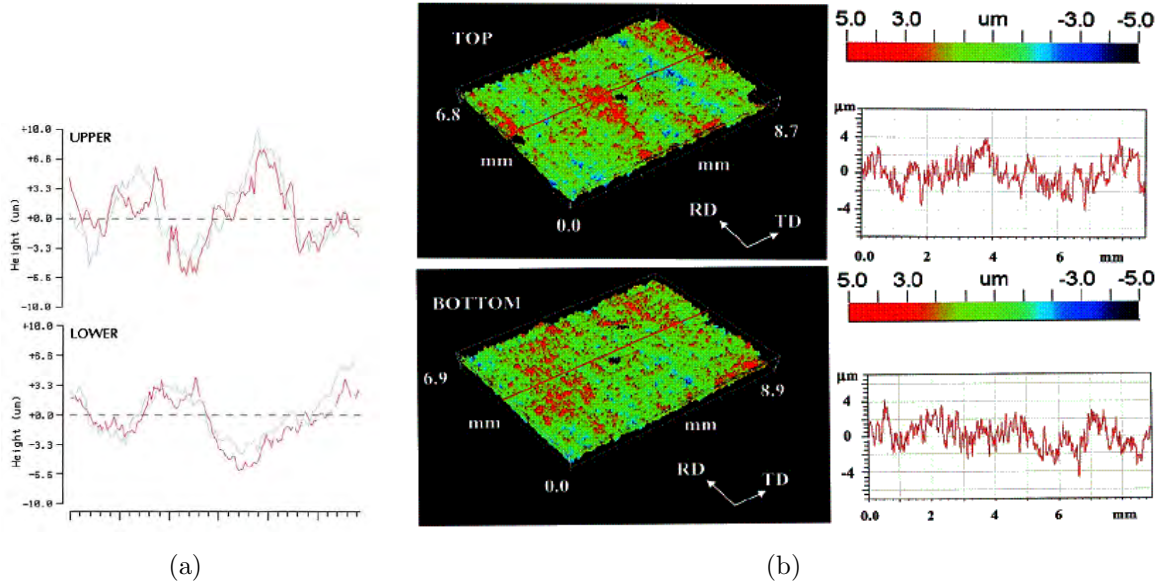 UPPER
Height (um)
+10.0
+6.8
+3.3
+0.0
-3.3
-6.6
-10.0
LOWER
Height (um)
+10.0
+6.8
+3.3
+0.0
-3.3
-6.6
-10.0
(a)
TOP
6.8
mm
0.0
mm
8.7
RD
TD
5.0 3.0 um -3.0 -5.0
µm
4
0
-4
0.0 2 4 6 mm
BOTTOM
6.9
mm
0.0
mm
8.9
RD
TD
5.0 3.0 um -3.0 -5.0
µm
4
0
-4
0.0 2 4 6 mm
(b)